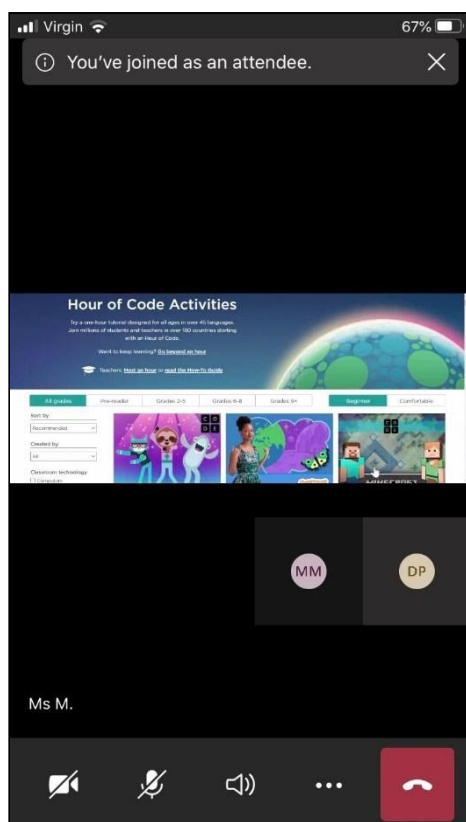 Virgin 67%
You've joined as an attendee.
Hour of Code Activities
Try a one-hour tutorial designed for all ages in over 45 languages.
Join millions of students and teachers in over 180 countries starting
with an Hour of Code.
Want to keep learning? Go beyond an hour
Teachers: Host an hour or read the How-To Guide
All grades Pre-reader Grades 2-5 Grades 6-8 Grades 9+ Beginner Comfortable
Sort by
Recommended
Created by
All
Classroom technology
Computers
CODE
MINECRAFT
MM DP
Ms M.